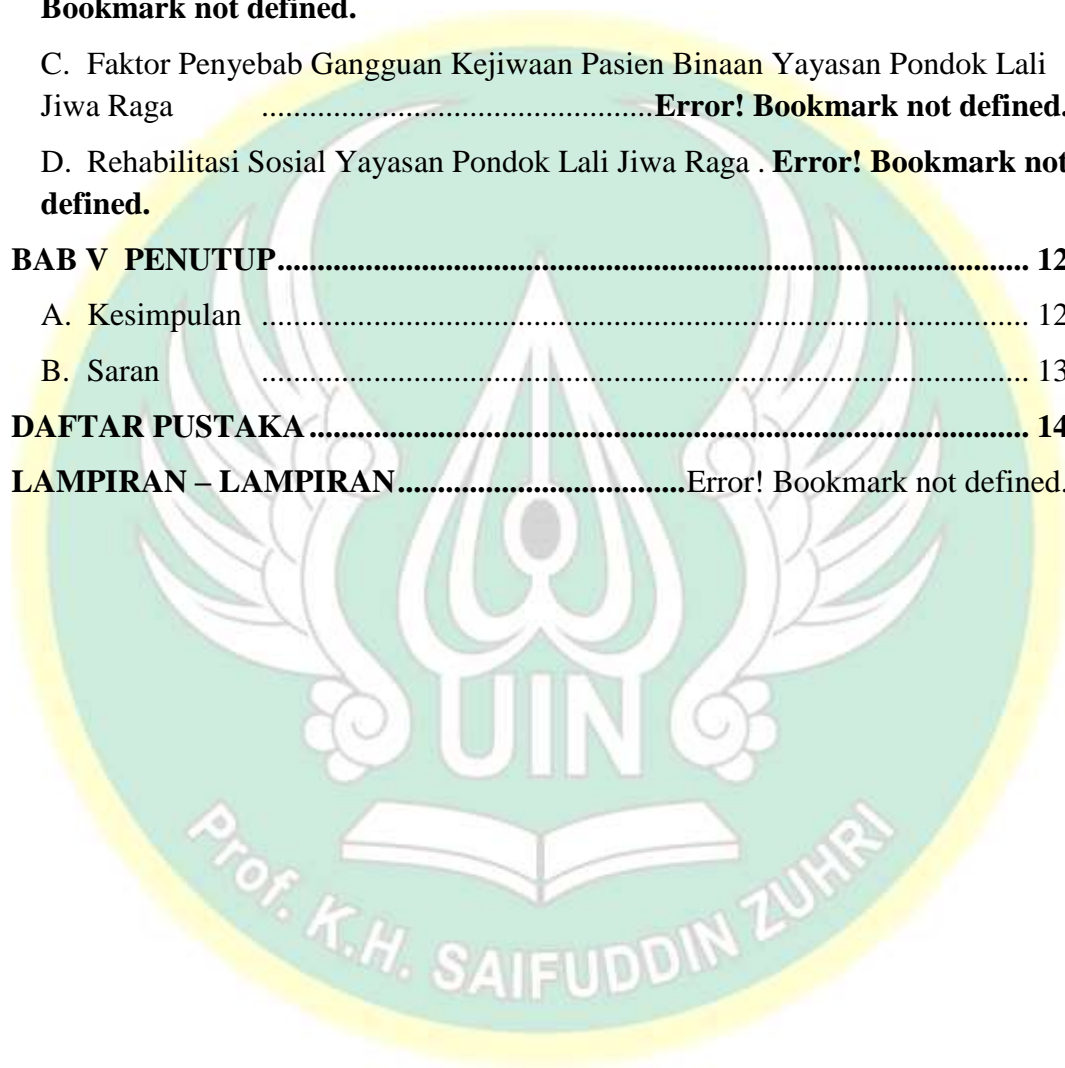 Bookmark not defined.
C. Faktor Penyebab Gangguan Kejiwaan Pasien Binaan Yayasan Pondok Lali
Jiwa Raga .................................................Error! Bookmark not defined.
D. Rehabilitasi Sosial Yayasan Pondok Lali Jiwa Raga . Error! Bookmark not
defined.
BAB V PENUTUP............................................................................................. 12
A. Kesimpulan ................................................................................................ 12
B. Saran ................................................................................................ 13
DAFTAR PUSTAKA.......................................................................................... 14
LAMPIRAN – LAMPIRAN....................................Error! Bookmark not defined.
UIN
Prof. K.H. SAIFUDDIN ZUHRI